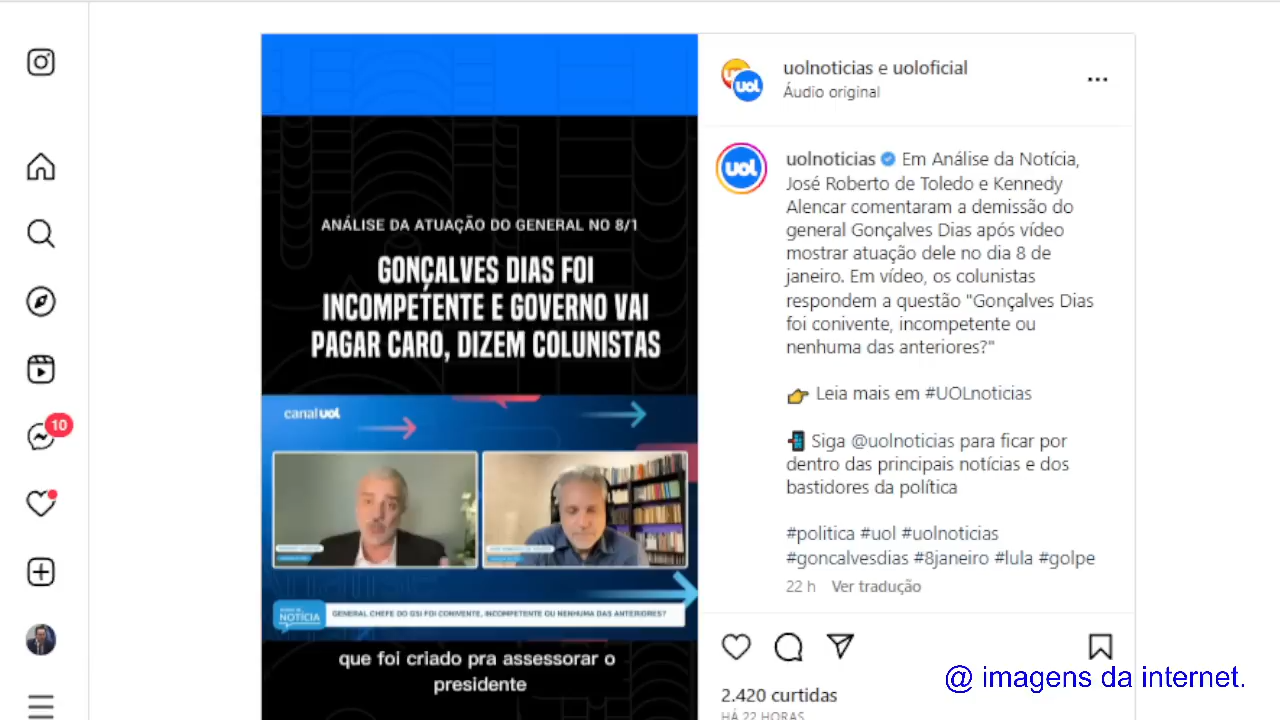 ANÁLISE DA ATUAÇÃO DO GENERAL NO 8/1
GONÇALVES DIAS FOI
INCOMPETENTE E GOVERNO VAI
PAGAR CARO, DIZEM COLUNISTAS
canal uol
NOTÍCIA
GENERAL CHEFE DO GSI FOI CONIVENTE, INCOMPETENTE OU NENHUMA DAS ANTERIORES?
que foi criado pra assessorar o
presidente
10
uol
uolnoticias e uoloficial
Áudio original
uol
uolnoticias Em Análise da Notícia,
José Roberto de Toledo e Kennedy
Alencar comentaram a demissão do
general Gonçalves Dias após vídeo
mostrar atuação dele no dia 8 de
janeiro. Em vídeo, os colunistas
respondem a questão "Gonçalves Dias
foi conivente, incompetente ou
nenhuma das anteriores?"
Leia mais em #UOLnoticias
Siga @uolnoticias para ficar por
dentro das principais notícias e dos
bastidores da política
#politica #uol #uolnoticias
#goncalvesdias #8janeiro #lula #golpe
22 h Ver tradução
@ imagens da internet.
2.420 curtidas
HÁ 22 HORAS